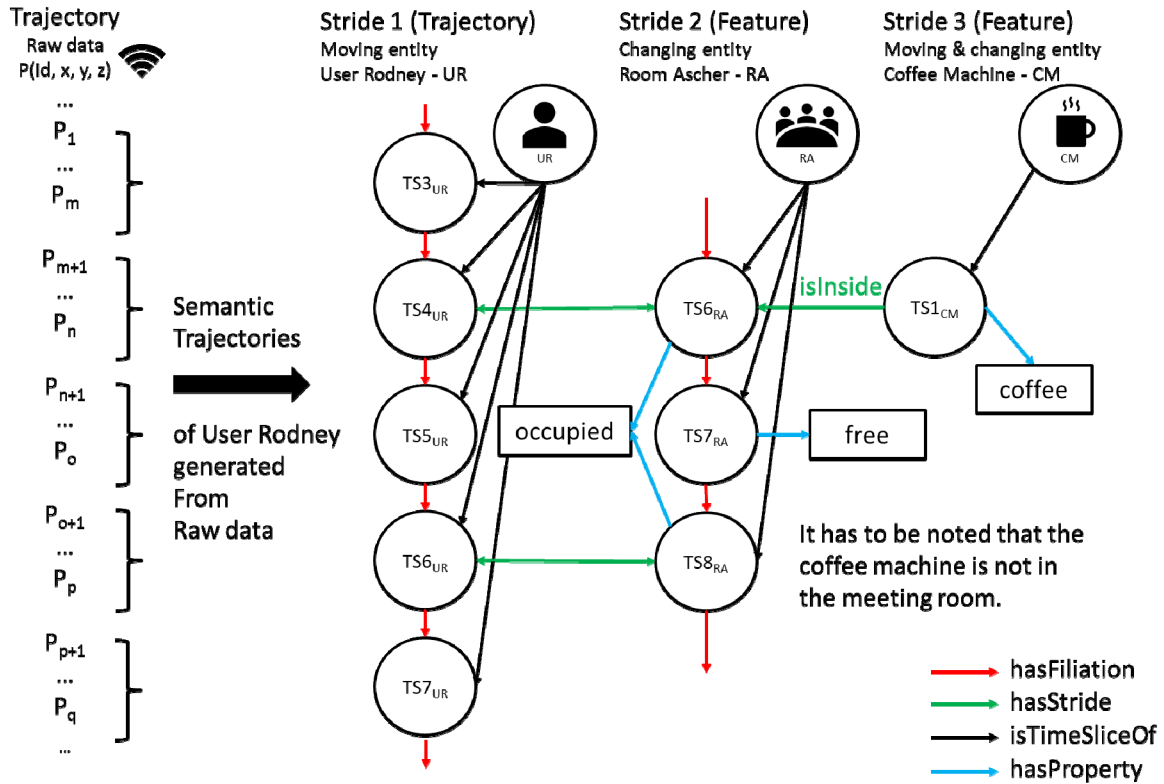 Trajectory
Raw data
P(Id, x, y, z)
Stride 1 (Trajectory)
Moving entity
User Rodney - UR
Stride 2 (Feature)
Changing entity
Room Ascher - RA
Stride 3 (Feature)
Moving & changing entity
Coffee Machine - CM
...
P1
...
Pm
Pm+1
...
Pn
Pn+1
...
Po
Po+1
...
Pp
Pp+1
...
Pq
...
Semantic
Trajectories
of User Rodney
generated
From
Raw data
UR
RA
CM
TS3UR
TS4UR
TS6RA
isInside
TS1CM
coffee
TS5UR
occupied
TS7RA
free
TS6UR
TS8RA
It has to be noted that the
coffee machine is not in
the meeting room.
TS7UR
hasFiliation
hasStride
isTimeSliceOf
hasProperty